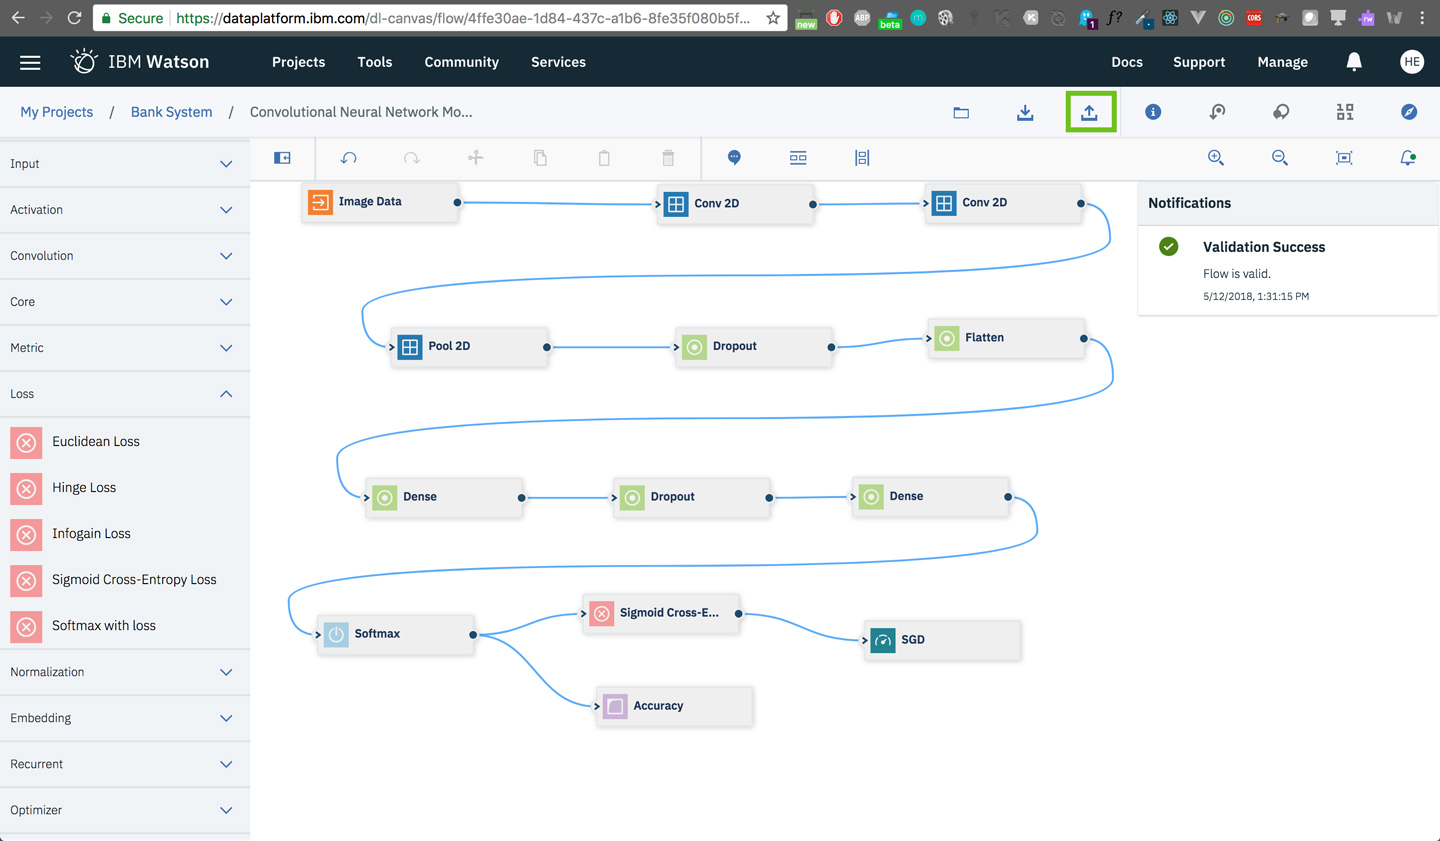 Secure https://dataplatform.ibm.com/dl-canvas/flow/4ffe30ae-1d84-437c-a1b6-8fe35f080b5f...
new
ABP
beta
1
f?
CORS
rw
IBM Watson
Projects
Tools
Community
Services
Docs
Support
Manage
HE
My Projects / Bank System / Convolutional Neural Network Mo...
Input
Activation
Convolution
Core
Metric
Loss
Euclidean Loss
Hinge Loss
Infogain Loss
Sigmoid Cross-Entropy Loss
Softmax with loss
Normalization
Embedding
Recurrent
Optimizer
Image Data
Conv 2D
Conv 2D
Pool 2D
Dropout
Flatten
Dense
Dropout
Dense
Softmax
Sigmoid Cross-E...
SGD
Accuracy
Notifications
Validation Success
Flow is valid.
5/12/2018, 1:31:15 PM